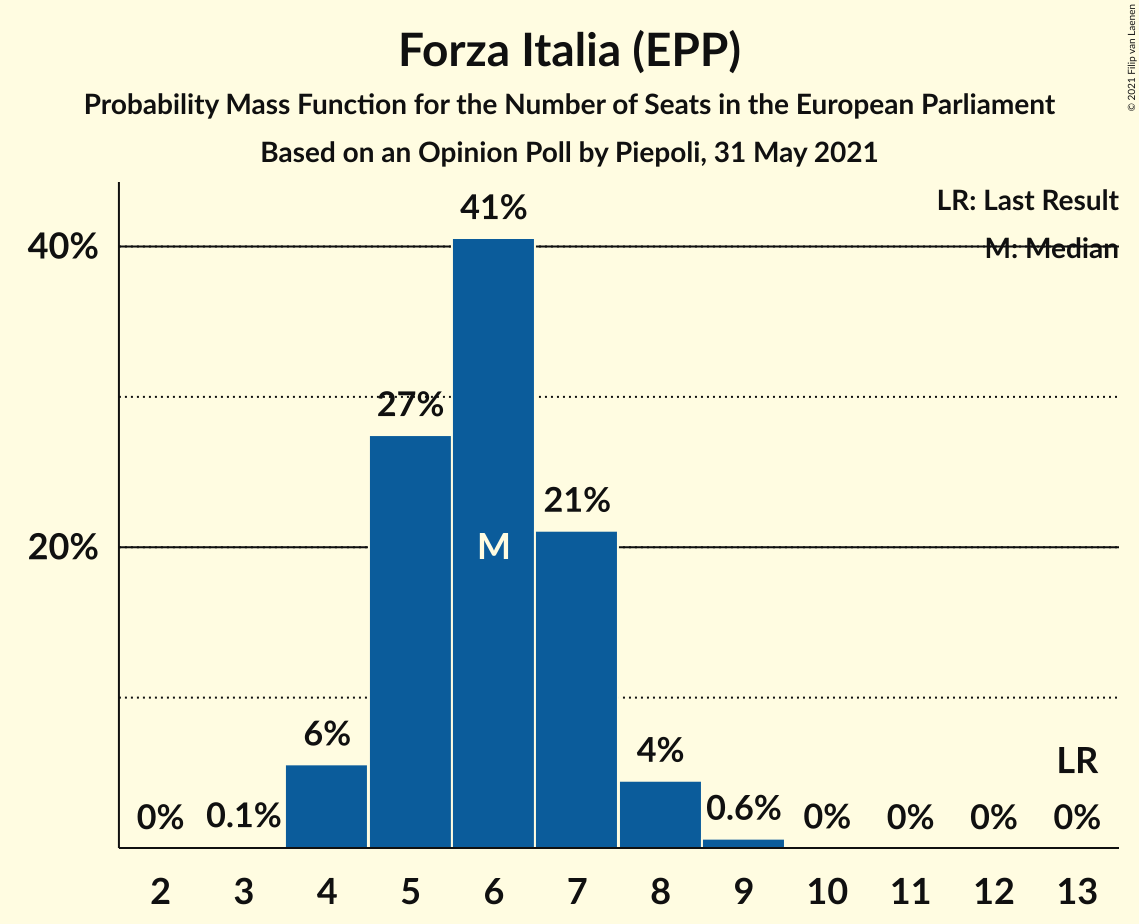 Forza Italia (EPP)
Probability Mass Function for the Number of Seats in the European Parliament
Based on an Opinion Poll by Piepoli, 31 May 2021
© 2021 Filip van Laenen
LR: Last Result
M: Median
41%
40%
27%
21%
20%
M
6%
4%
LR
0%
0.1%
0.6%
0%
0%
0%
0%
2 3 4 5 6 7 8 9 10 11 12 13